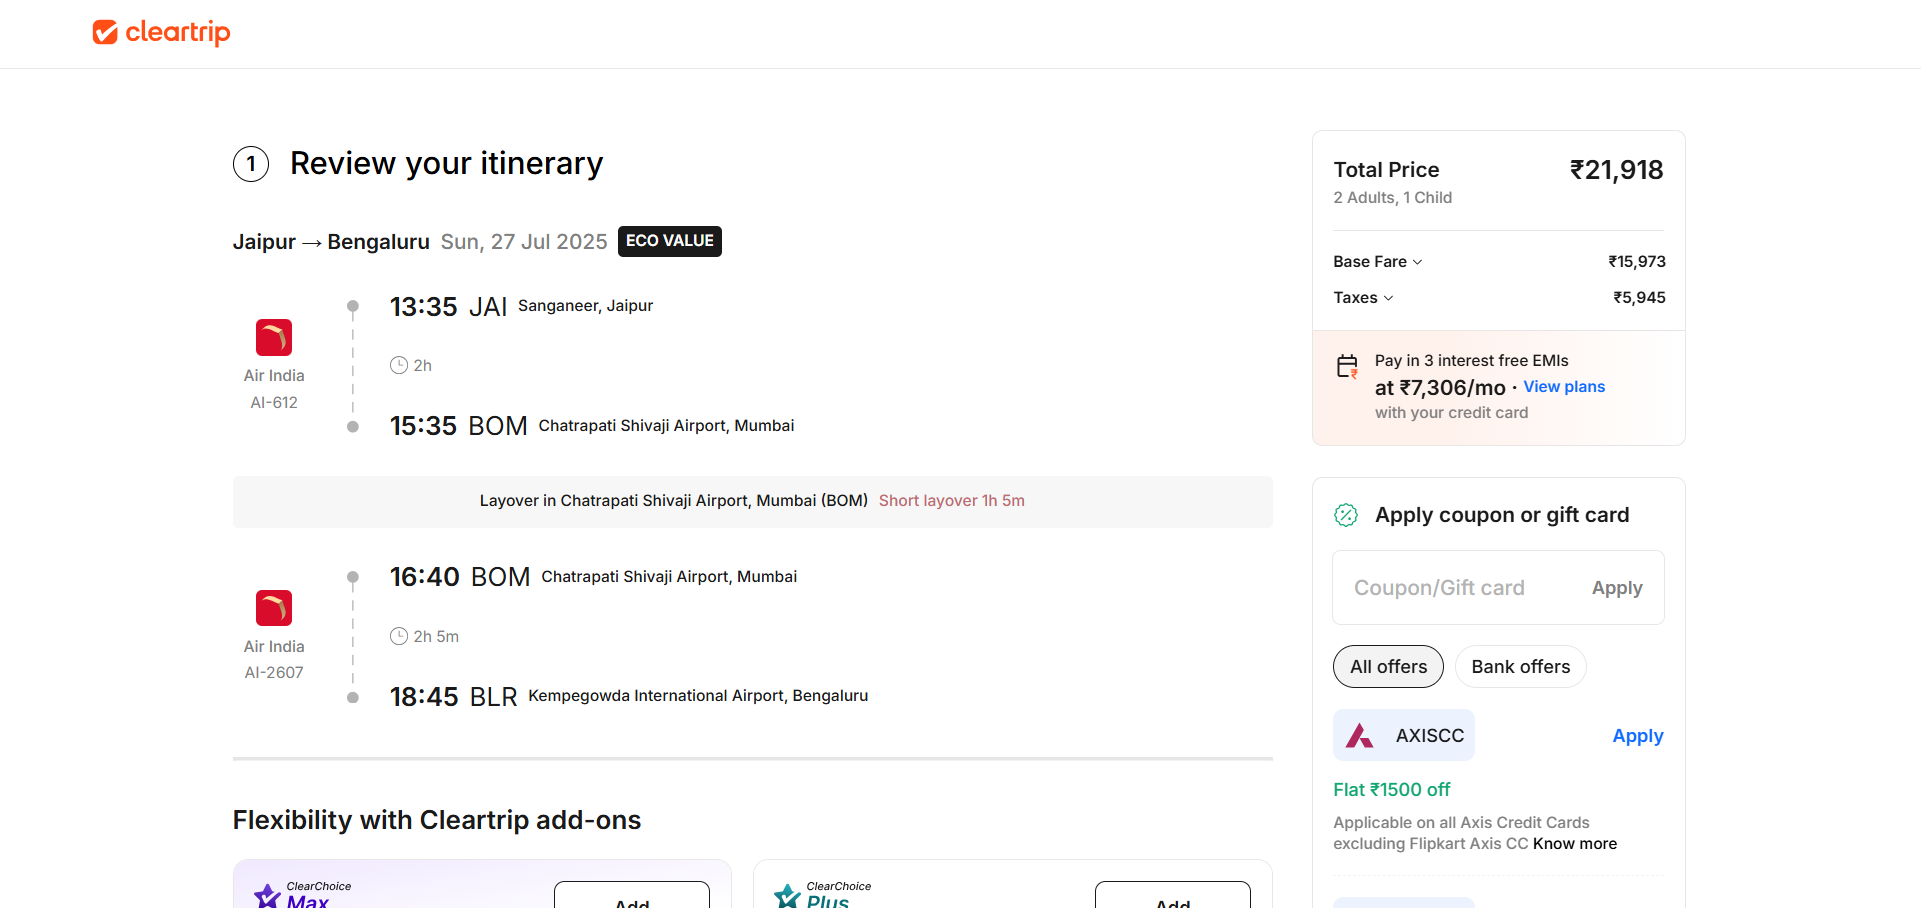 cleartrip
1 Review your itinerary
Jaipur → Bengaluru Sun, 27 Jul 2025 ECO VALUE
Air India
AI-612
13:35 JAI Sanganeer, Jaipur
2h
15:35 BOM Chatrapati Shivaji Airport, Mumbai
Layover in Chatrapati Shivaji Airport, Mumbai (BOM) Short layover 1h 5m
Air India
AI-2607
16:40 BOM Chatrapati Shivaji Airport, Mumbai
2h 5m
18:45 BLR Kempegowda International Airport, Bengaluru
Flexibility with Cleartrip add-ons
ClearChoice
Max
Add
ClearChoice
Plus
Add
Total Price ₹21,918
2 Adults, 1 Child
Base Fare ₹15,973
Taxes ₹5,945
Pay in 3 interest free EMIs
at ₹7,306/mo · View plans
with your credit card
Apply coupon or gift card
Coupon/Gift card Apply
All offers Bank offers
AXISCC Apply
Flat ₹1500 off
Applicable on all Axis Credit Cards
excluding Flipkart Axis CC Know more